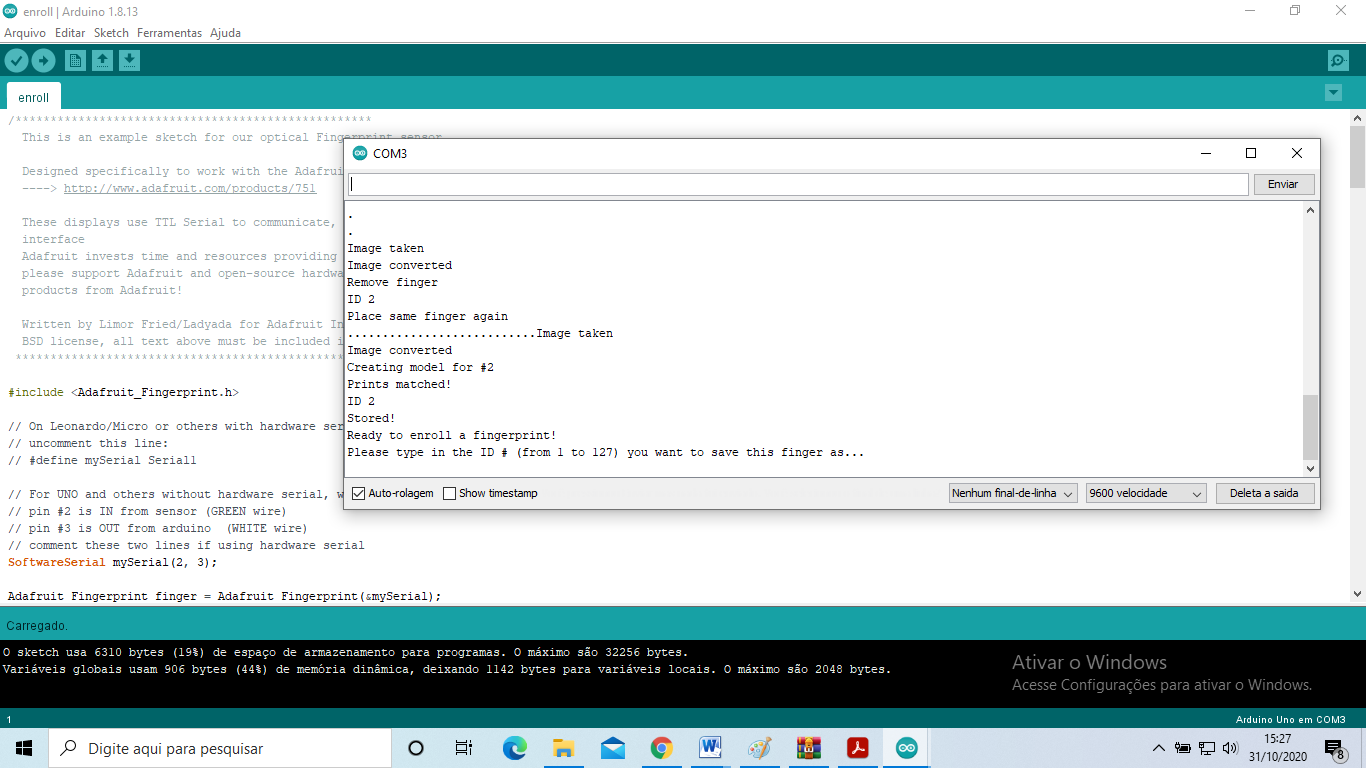 enroll | Arduino 1.8.13
Arquivo Editar Sketch Ferramentas Ajuda
enroll
/***************************************************
This is an example sketch for our optical Fingerprint sensor
Designed specifically to work with the Adafrui
----> http://www.adafruit.com/products/751
These displays use TTL Serial to communicate,
interface
Adafruit invests time and resources providing
please support Adafruit and open-source hardwa
products from Adafruit!
Written by Limor Fried/Ladyada for Adafruit In
BSD license, all text above must be included i
****************************************************
#include <Adafruit_Fingerprint.h>
// On Leonardo/Micro or others with hardware ser
// uncomment this line:
// #define mySerial Serial1
// For UNO and others without hardware serial, w
// pin #2 is IN from sensor (GREEN wire)
// pin #3 is OUT from arduino  (WHITE wire)
// comment these two lines if using hardware serial
SoftwareSerial mySerial(2, 3);
Adafruit_Fingerprint finger = Adafruit_Fingerprint(&mySerial);
COM3
Enviar
.
.
Image taken
Image converted
Remove finger
ID 2
Place same finger again
...........................Image taken
Image converted
Creating model for #2
Prints matched!
ID 2
Stored!
Ready to enroll a fingerprint!
Please type in the ID # (from 1 to 127) you want to save this finger as...
Auto-rolagem Show timestamp Nenhum final-de-linha 9600 velocidade Deleta a saida
Carregado.
O sketch usa 6310 bytes (19%) de espaço de armazenamento para programas. O máximo são 32256 bytes.
Variáveis globais usam 906 bytes (44%) de memória dinâmica, deixando 1142 bytes para variáveis locais. O máximo são 2048 bytes.
Ativar o Windows
Acesse Configurações para ativar o Windows.
1 Arduino Uno em COM3
Digite aqui para pesquisar
15:27
31/10/2020
8